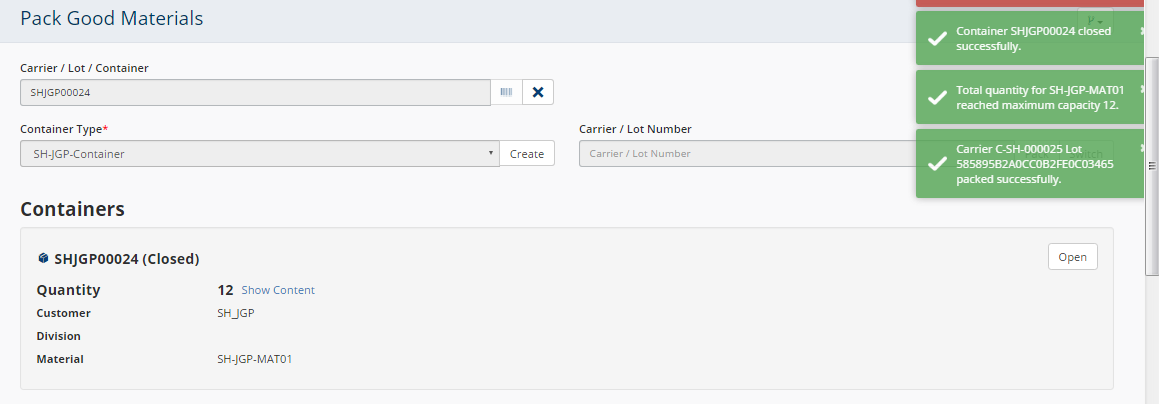 Pack Good Materials
Container SHJGP00024 closed
successfully.
Carrier / Lot / Container
SHJGP00024
Total quantity for SH-JGP-MAT01
reached maximum capacity 12.
Container Type*
Carrier / Lot Number
SH-JGP-Container
Create
Carrier / Lot Number
Carrier C-SH-000025 Lot
585895B2A0CC0B2FE0C03465
packed successfully.
Containers
SHJGP00024 (Closed)
Open
Quantity 12 Show Content
Customer SH_JGP
Division
Material SH-JGP-MAT01